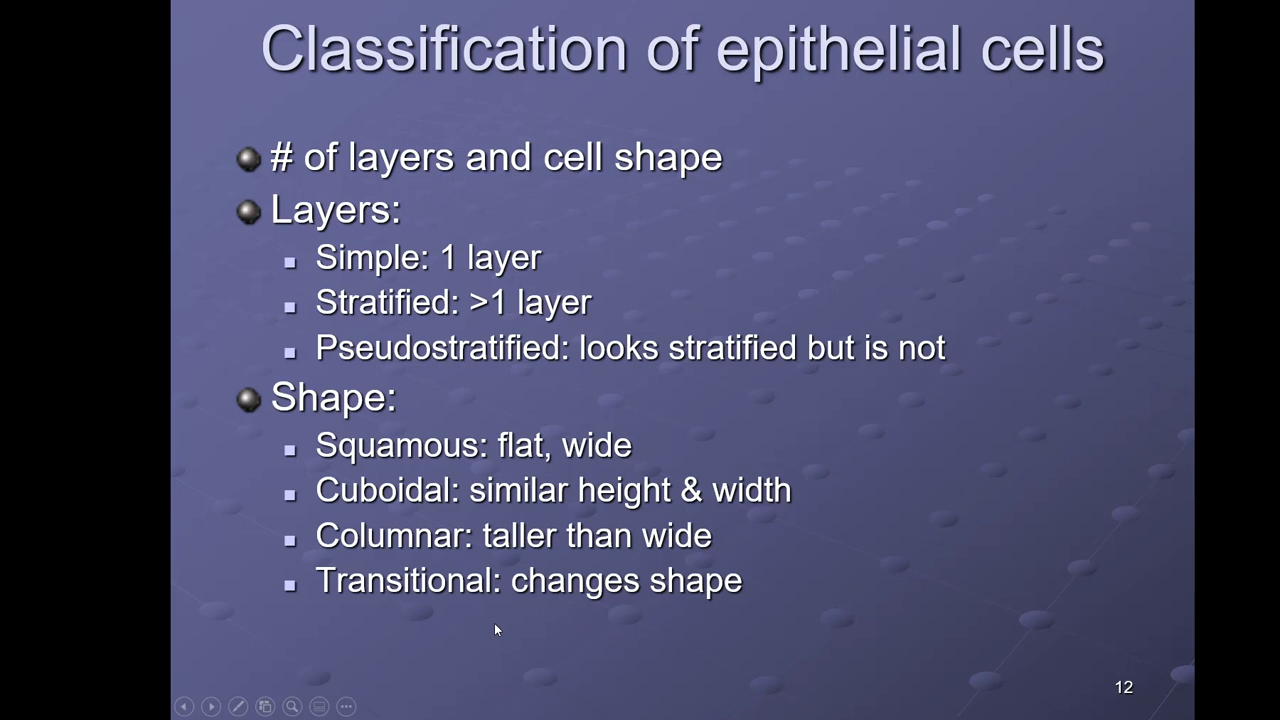 Classification of epithelial cells
# of layers and cell shape
Layers:
Simple: 1 layer
Stratified: >1 layer
Pseudostratified: looks stratified but is not
Shape:
Squamous: flat, wide
Cuboidal: similar height & width
Columnar: taller than wide
Transitional: changes shape
12